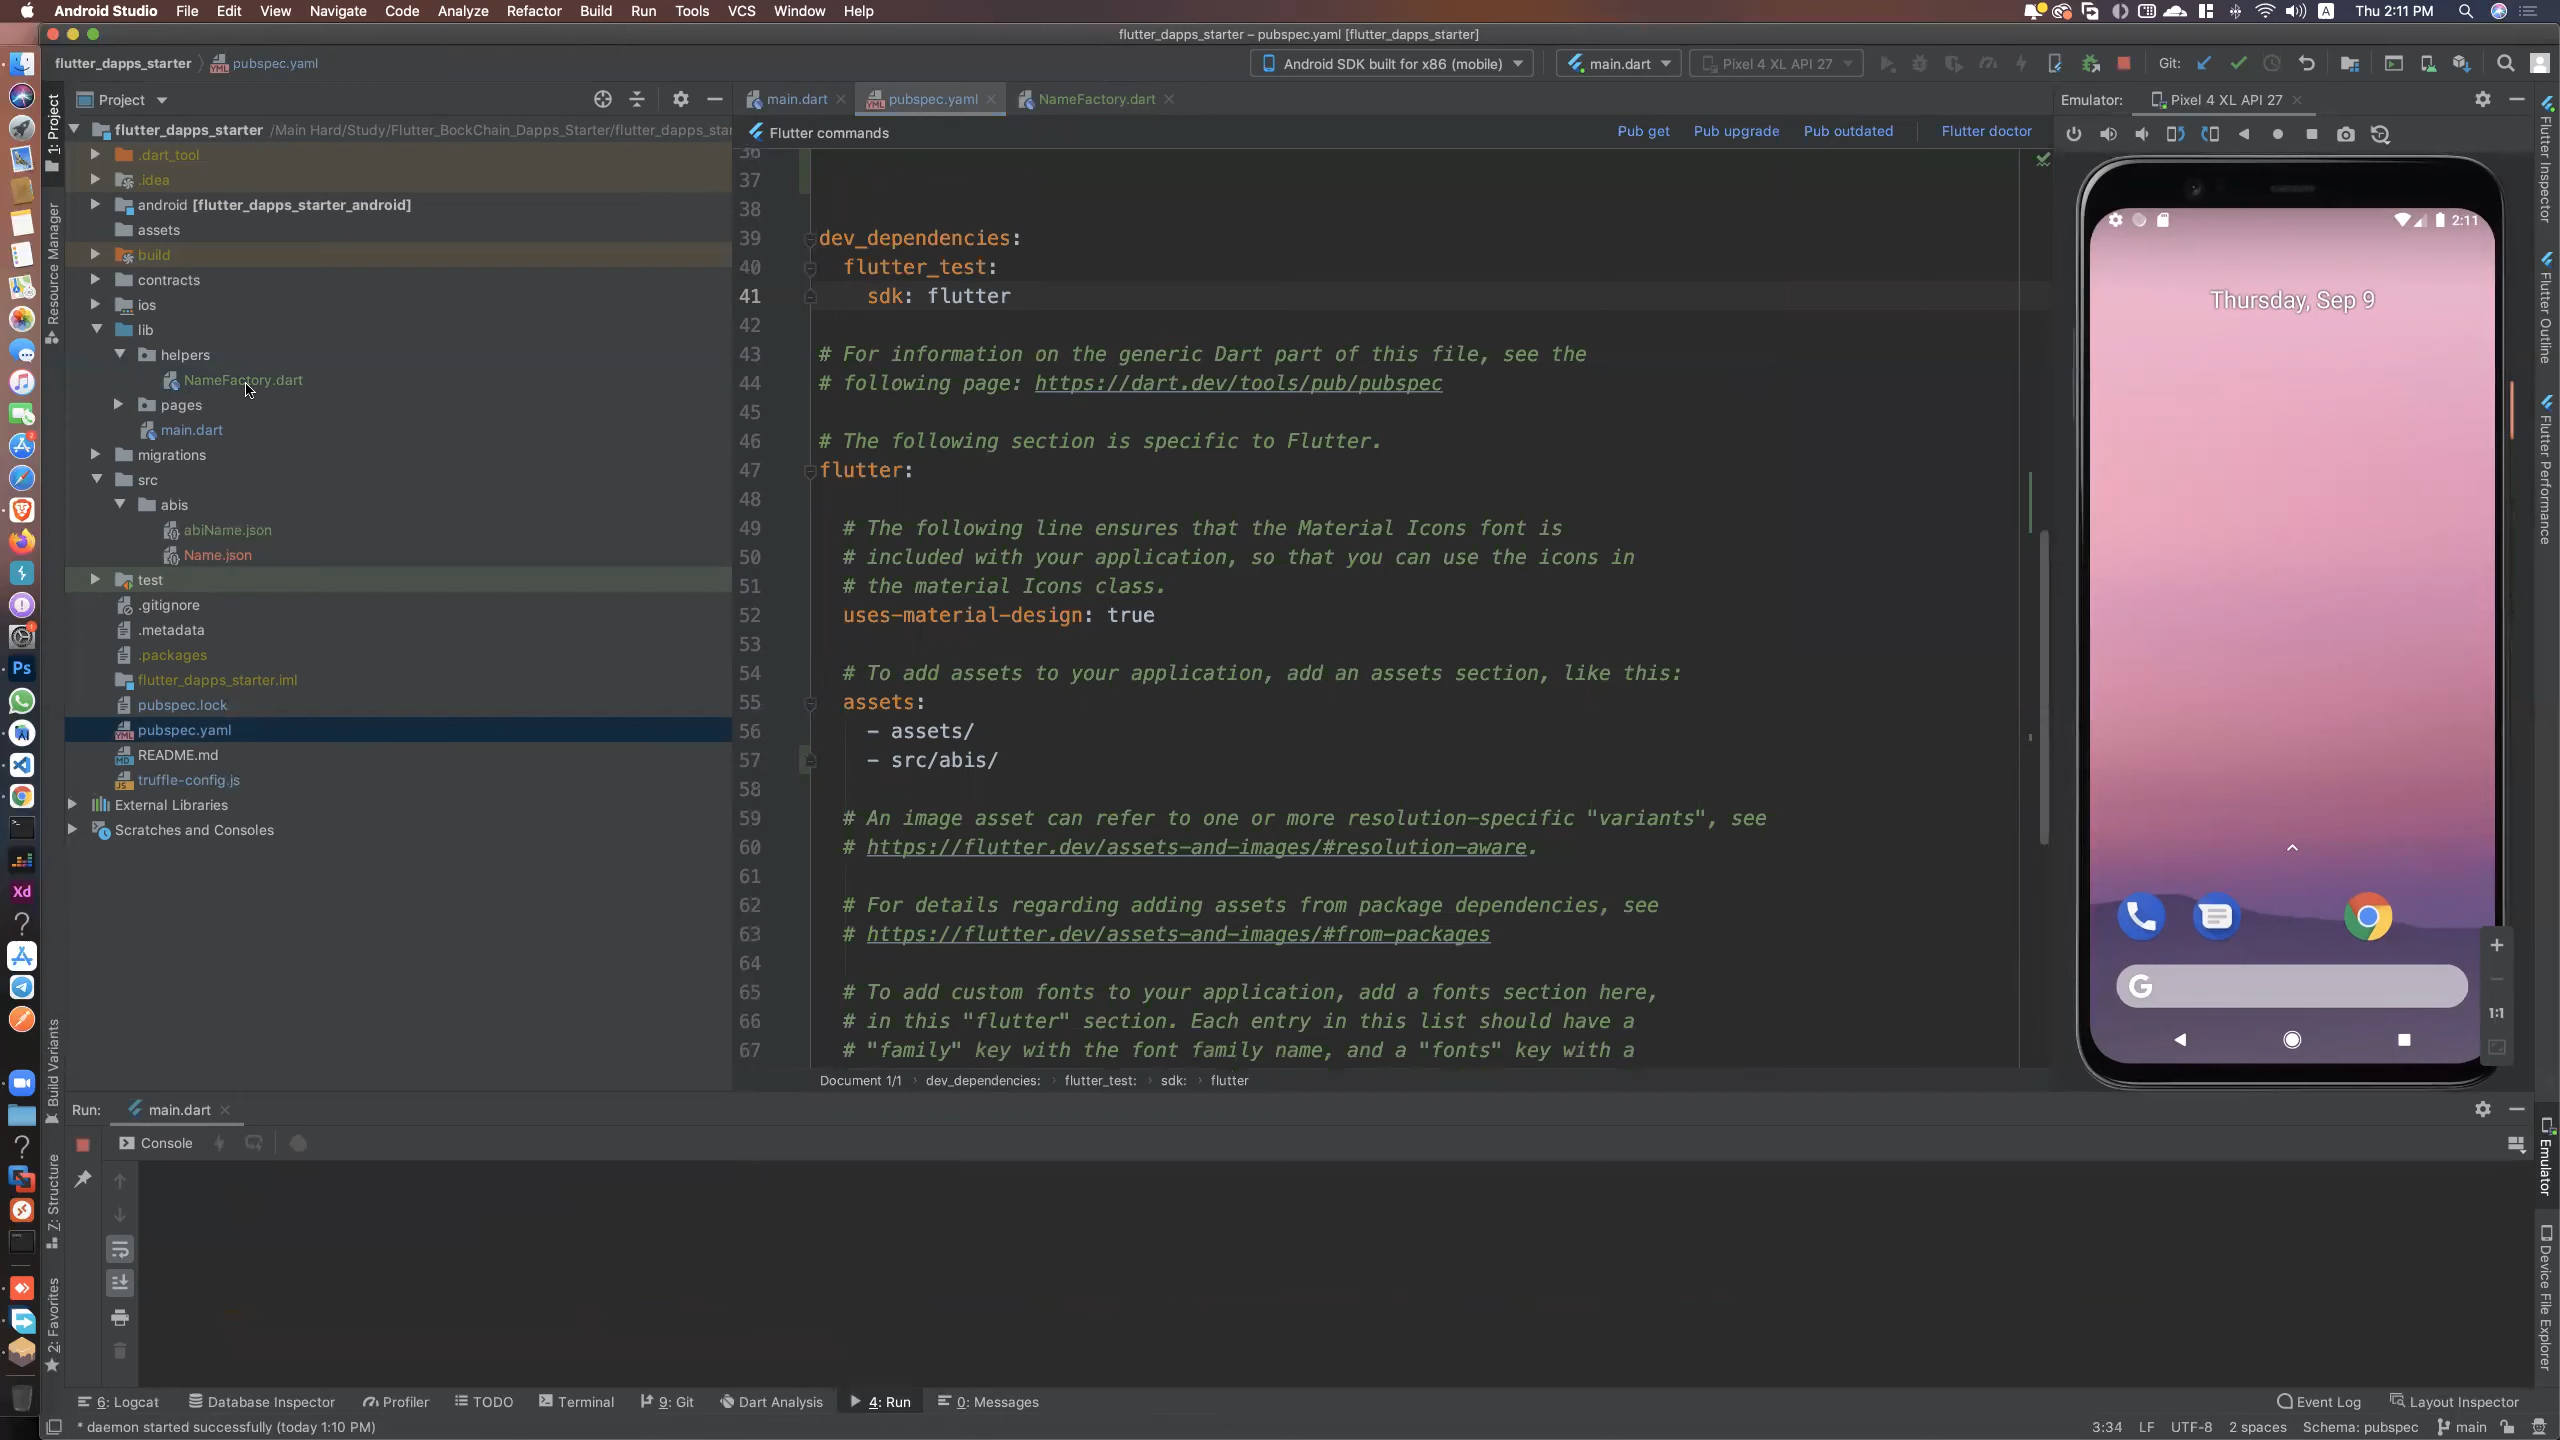 Android Studio File Edit View Navigate Code Analyze Refactor Build Run Tools VCS Window Help
A Thu 2:11 PM
flutter_dapps_starter – pubspec.yaml [flutter_dapps_starter]
flutter_dapps_starter pubspec.yaml
Android SDK built for x86 (mobile) main.dart Pixel 4 XL API 27 Git:
Project
main.dart pubspec.yaml NameFactory.dart
Emulator: Pixel 4 XL API 27
Flutter commands
Pub get Pub upgrade Pub outdated Flutter doctor
1: Project
Resource Manager
Build Variants
Z: Structure
2: Favorites
flutter_dapps_starter /Main Hard/Study/Flutter_BockChain_Dapps_Starter/flutter_dapps_star
.dart_tool
.idea
android [flutter_dapps_starter_android]
assets
build
contracts
ios
lib
helpers
NameFactory.dart
pages
main.dart
migrations
src
abis
abiName.json
Name.json
test
.gitignore
.metadata
.packages
flutter_dapps_starter.iml
pubspec.lock
pubspec.yaml
README.md
truffle-config.js
External Libraries
Scratches and Consoles
Ps
Xd
36
37
38
39 dev_dependencies:
40 flutter_test:
41 sdk: flutter
42
43 # For information on the generic Dart part of this file, see the
44 # following page: https://dart.dev/tools/pub/pubspec
45
46 # The following section is specific to Flutter.
47 flutter:
48
49 # The following line ensures that the Material Icons font is
50 # included with your application, so that you can use the icons in
51 # the material Icons class.
52 uses-material-design: true
53
54 # To add assets to your application, add an assets section, like this:
55 assets:
56 - assets/
57 - src/abis/
58
59 # An image asset can refer to one or more resolution-specific "variants", see
60 # https://flutter.dev/assets-and-images/#resolution-aware.
61
62 # For details regarding adding assets from package dependencies, see
63 # https://flutter.dev/assets-and-images/#from-packages
64
65 # To add custom fonts to your application, add a fonts section here,
66 # in this "flutter" section. Each entry in this list should have a
67 # "family" key with the font family name, and a "fonts" key with a
Document 1/1 dev_dependencies: flutter_test: sdk: flutter
2:11
Thursday, Sep 9
G
1:1
Flutter Inspector
Flutter Outline
Flutter Performance
Emulator
Device File Explorer
Run: main.dart
Console
6: Logcat Database Inspector Profiler TODO Terminal 9: Git Dart Analysis 4: Run 0: Messages Event Log Layout Inspector
* daemon started successfully (today 1:10 PM)
3:34 LF UTF-8 2 spaces Schema: pubspec main